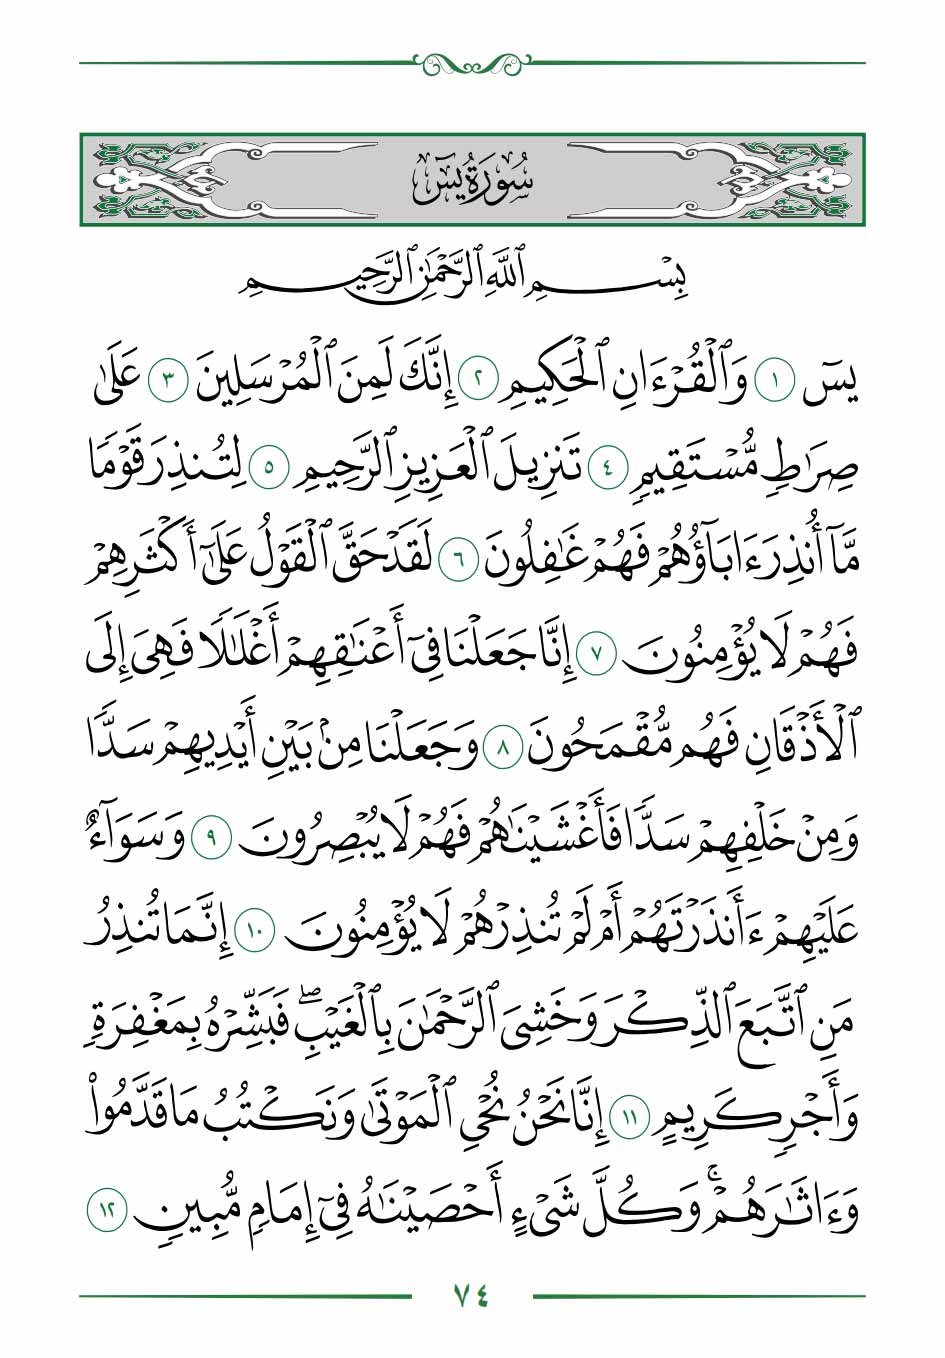 سُورَةُ يسٓ
بِسۡمِ ٱللَّهِ ٱلرَّحۡمَٰنِ ٱلرَّحِيمِ
يسٓ ١ وَٱلۡقُرۡءَانِ ٱلۡحَكِيمِ ٢ إِنَّكَ لَمِنَ ٱلۡمُرۡسَلِينَ ٣ عَلَىٰ
صِرَٰطٖ مُّسۡتَقِيمٖ ٤ تَنزِيلَ ٱلۡعَزِيزِ ٱلرَّحِيمِ ٥ لِتُنذِرَ قَوۡمٗا
مَّآ أُنذِرَ ءَابَآؤُهُمۡ فَهُمۡ غَٰفِلُونَ ٦ لَقَدۡ حَقَّ ٱلۡقَوۡلُ عَلَىٰٓ أَكۡثَرِهِمۡ
فَهُمۡ لَا يُؤۡمِنُونَ ٧ إِنَّا جَعَلۡنَا فِيٓ أَعۡنَٰقِهِمۡ أَغۡلَٰلٗا فَهِيَ إِلَى
ٱلۡأَذۡقَانِ فَهُم مُّقۡمَحُونَ ٨ وَجَعَلۡنَا مِنۢ بَيۡنِ أَيۡدِيهِمۡ سَدّٗا
وَمِنۡ خَلۡفِهِمۡ سَدّٗا فَأَغۡشَيۡنَٰهُمۡ فَهُمۡ لَا يُبۡصِرُونَ ٩ وَسَوَآءٌ
عَلَيۡهِمۡ ءَأَنذَرۡتَهُمۡ أَمۡ لَمۡ تُنذِرۡهُمۡ لَا يُؤۡمِنُونَ ١٠ إِنَّمَا تُنذِرُ
مَنِ ٱتَّبَعَ ٱلذِّكۡرَ وَخَشِيَ ٱلرَّحۡمَٰنَ بِٱلۡغَيۡبِۖ فَبَشِّرۡهُ بِمَغۡفِرَةٖ
وَأَجۡرٖ كَرِيمٍ ١١ إِنَّا نَحۡنُ نُحۡيِ ٱلۡمَوۡتَىٰ وَنَكۡتُبُ مَا قَدَّمُواْ
وَءَاثَٰرَهُمۡۚ وَكُلَّ شَيۡءٍ أَحۡصَيۡنَٰهُ فِيٓ إِمَامٖ مُّبِينٖ ١٢
٧٤